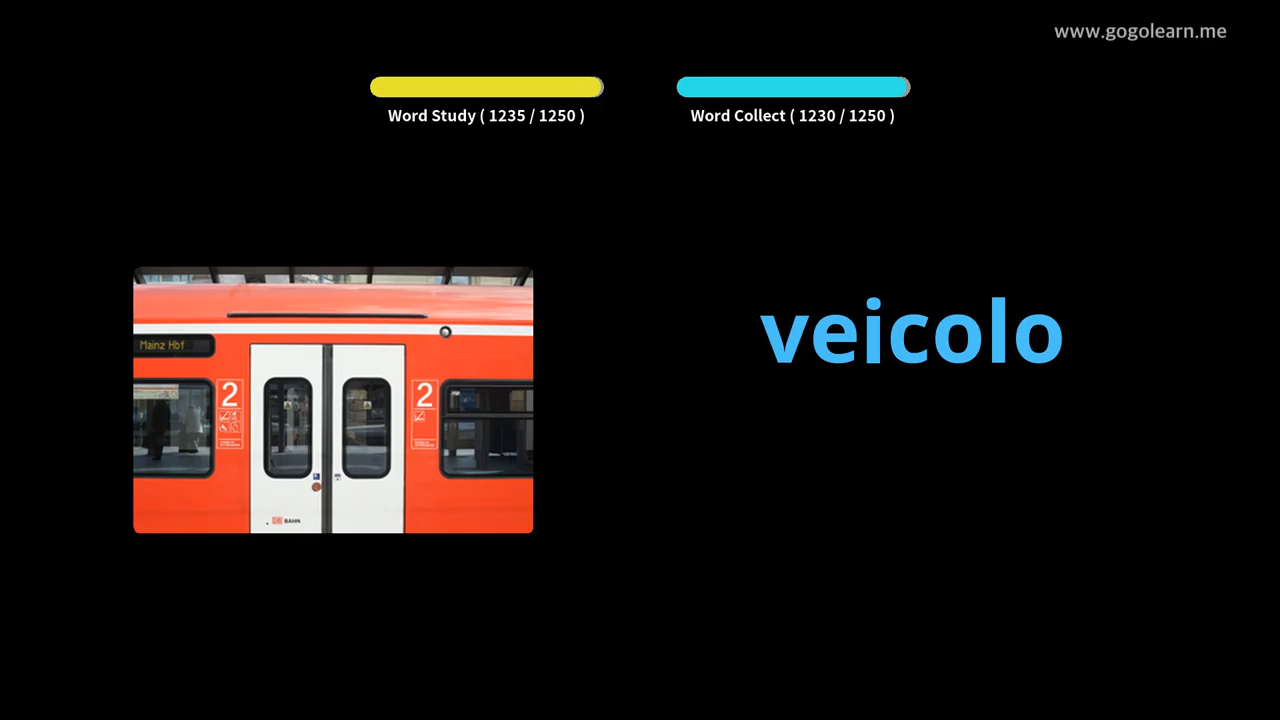 www.gogolearn.me
Word Study ( 1235 / 1250 )
Word Collect ( 1230 / 1250 )
veicolo
Mainz Hbf
2
2
DB BAHN